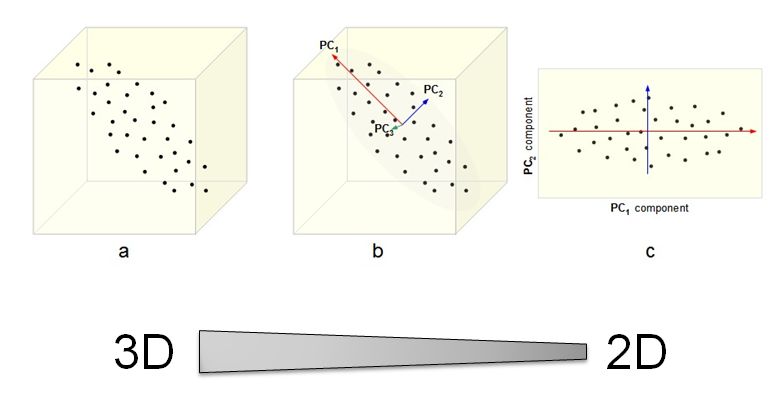 PC1
PC2
PC3
PC2 component
PC1 component
a
b
c
3D
2D